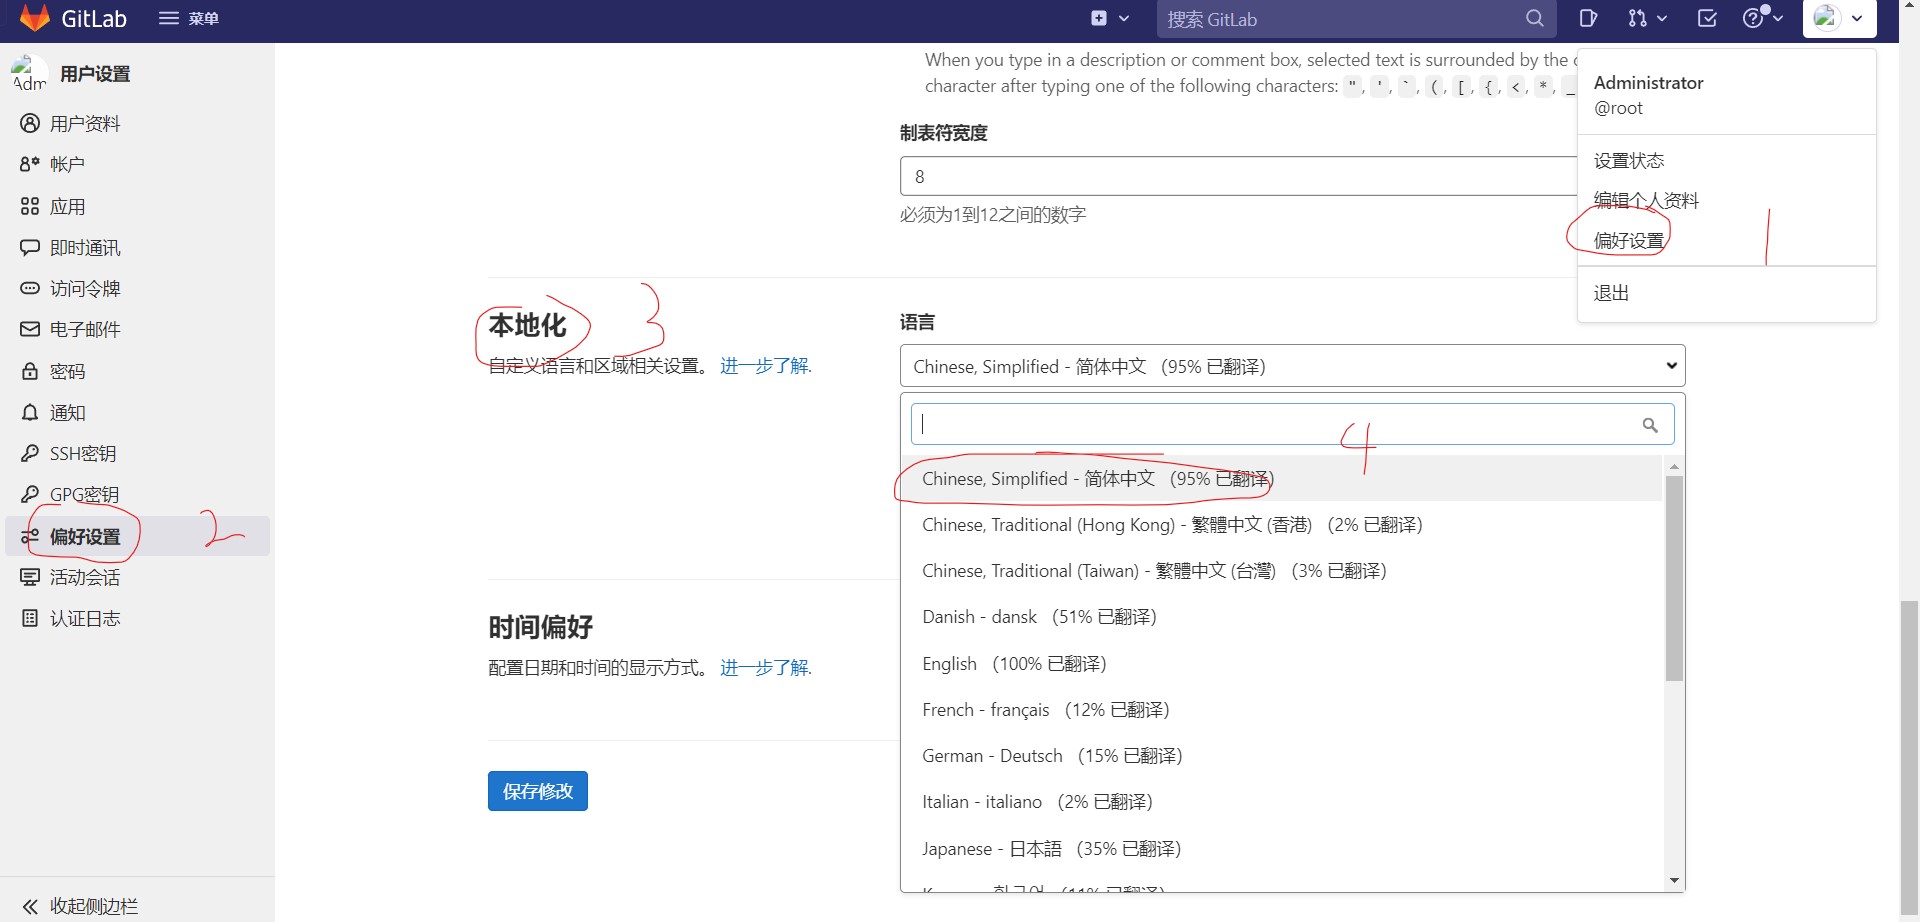 GitLab
菜单
搜索 GitLab
Adm
用户设置
用户资料
帐户
应用
即时通讯
访问令牌
电子邮件
密码
通知
SSH密钥
GPG密钥
偏好设置
2
活动会话
认证日志
收起侧边栏
When you type in a description or comment box, selected text is surrounded by the
character after typing one of the following characters: ", ', `, (, [, {, <, *, _
制表符宽度
8
必须为1到12之间的数字
Administrator
@root
设置状态
编辑个人资料
偏好设置
1
退出
本地化
3
自定义语言和区域相关设置。 进一步了解.
语言
Chinese, Simplified - 简体中文 (95% 已翻译)
4
Chinese, Simplified - 简体中文 (95% 已翻译)
Chinese, Traditional (Hong Kong) - 繁體中文 (香港) (2% 已翻译)
Chinese, Traditional (Taiwan) - 繁體中文 (台灣) (3% 已翻译)
Danish - dansk (51% 已翻译)
English (100% 已翻译)
French - français (12% 已翻译)
German - Deutsch (15% 已翻译)
Italian - italiano (2% 已翻译)
Japanese - 日本語 (35% 已翻译)
时间偏好
配置日期和时间的显示方式。 进一步了解.
保存修改